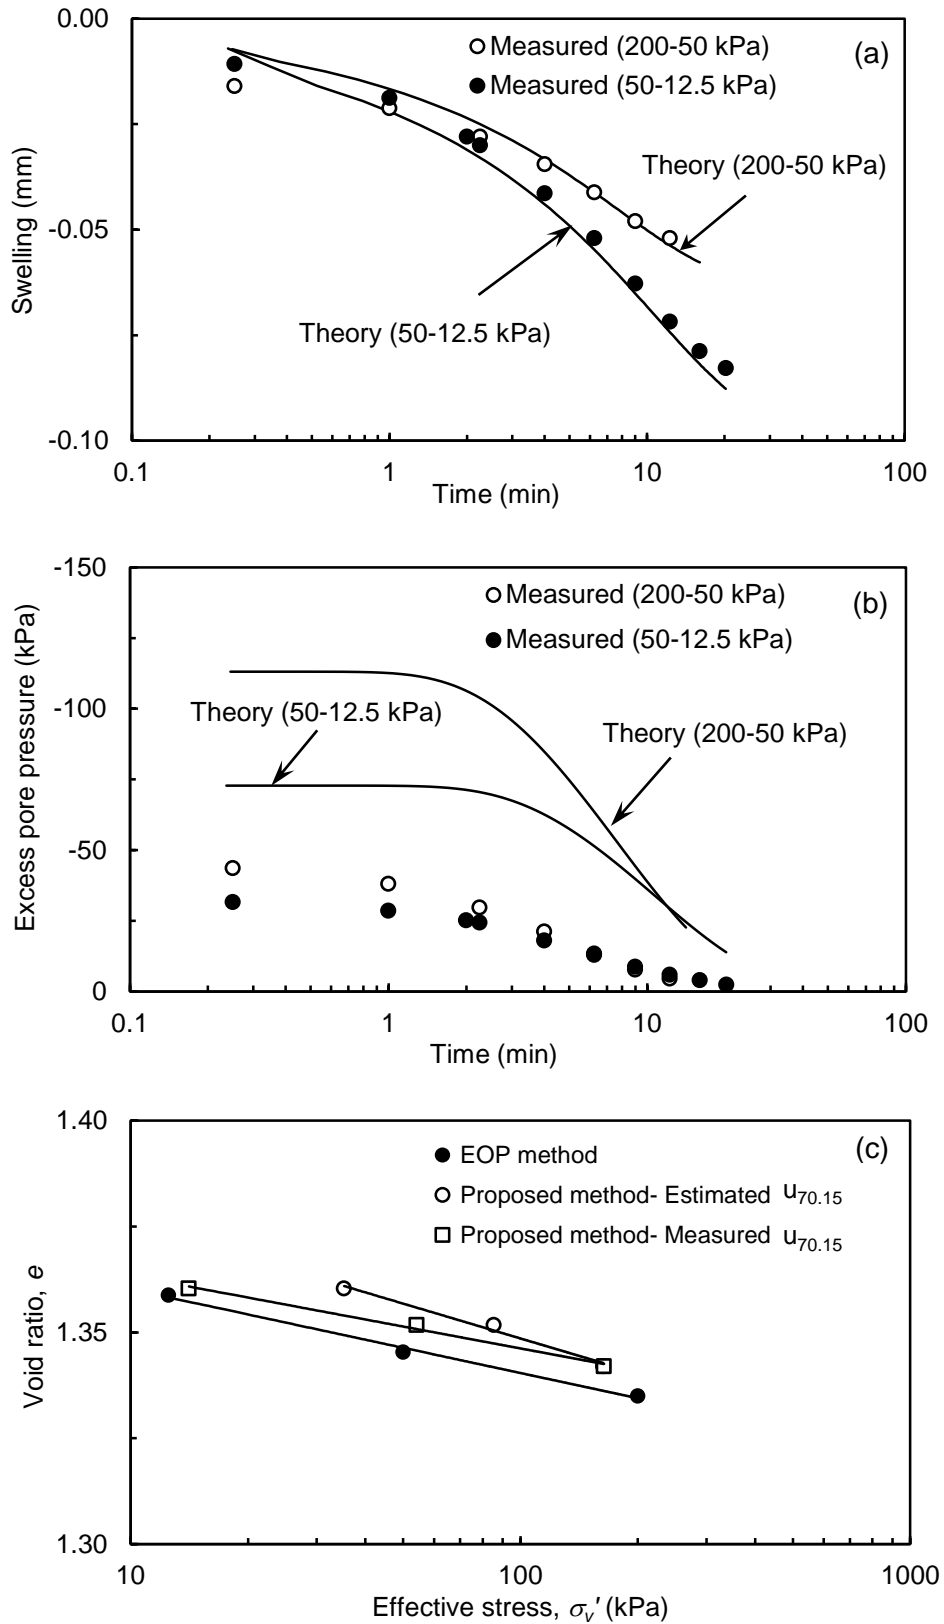 0.00
Measured (200-50 kPa)
(a)
Measured (50-12.5 kPa)
Theory (200-50 kPa)
Swelling (mm)
-0.05
Theory (50-12.5 kPa)
-0.10
0.1 1 10 100
Time (min)
-150
Measured (200-50 kPa)
(b)
Measured (50-12.5 kPa)
Excess pore pressure (kPa)
-100
Theory (50-12.5 kPa)
Theory (200-50 kPa)
-50
0
0.1 1 10 100
Time (min)
1.40
(c)
EOP method
Proposed method- Estimated u70.15
Proposed method- Measured u70.15
Void ratio, e
1.35
1.30
10 100 1000
Effective stress, σv′ (kPa)